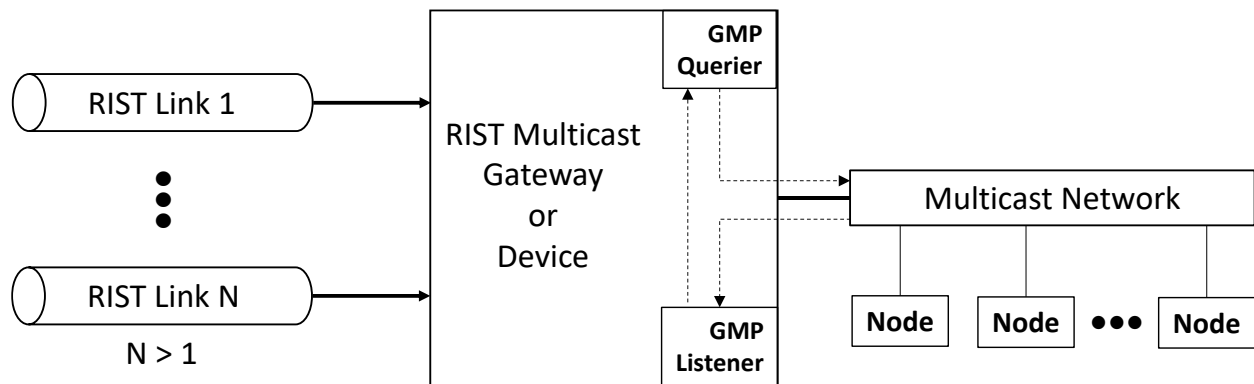 RIST Link 1
RIST Link N
N > 1
RIST Multicast
Gateway
or
Device
GMP
Querier
GMP
Listener
Multicast Network
Node
Node
Node